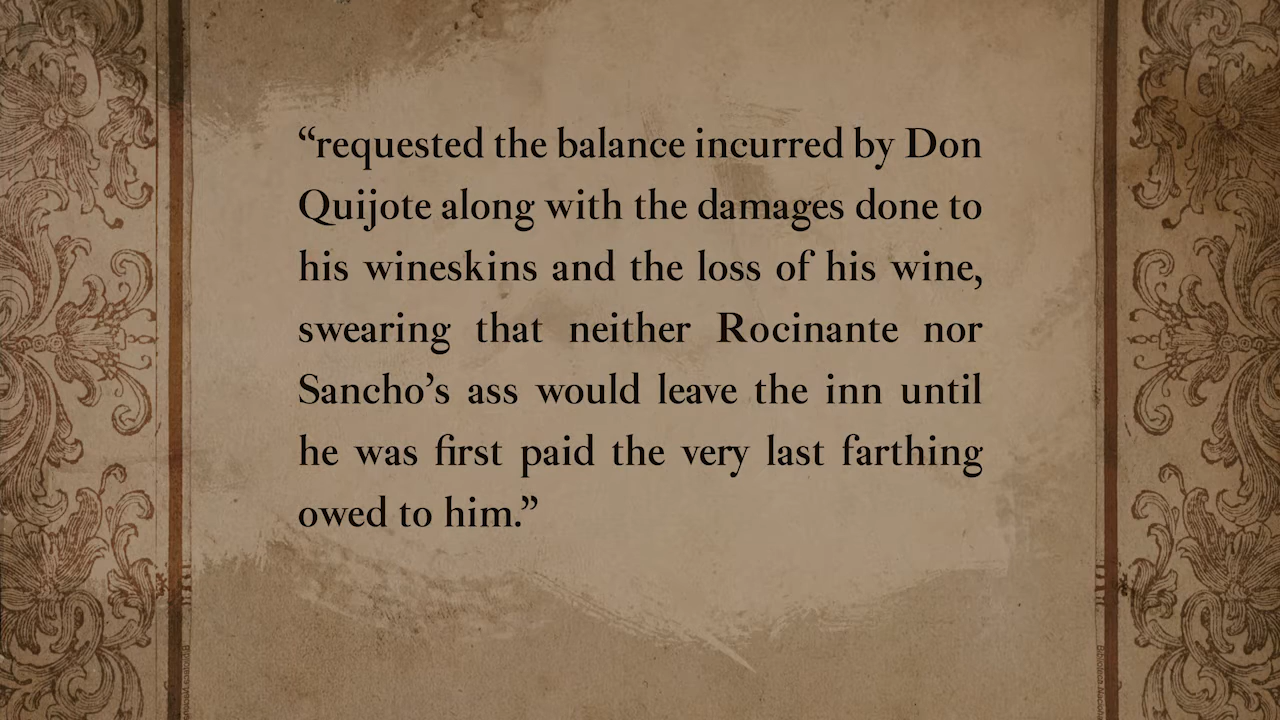 “requested the balance incurred by Don
Quijote along with the damages done to
his wineskins and the loss of his wine,
swearing that neither Rocinante nor
Sancho’s ass would leave the inn until
he was first paid the very last farthing
owed to him.”